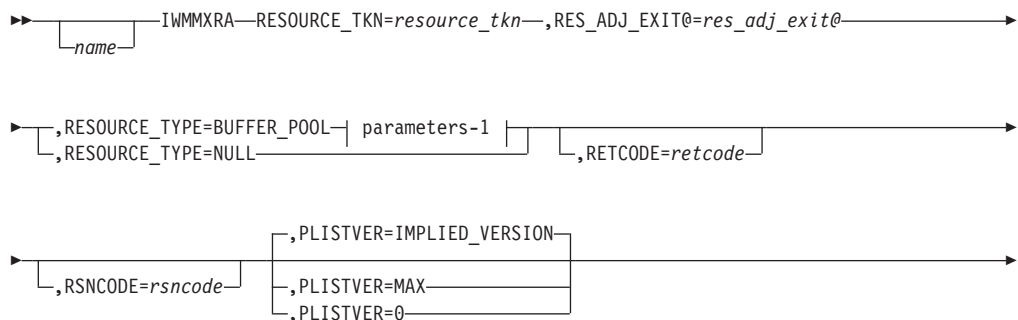 IWMMXRA RESOURCE_TKN=resource_tkn ,RES_ADJ_EXIT@=res_adj_exit@
name
,RESOURCE_TYPE=BUFFER_POOL parameters-1
,RESOURCE_TYPE=NULL ,RETCODE=retcode
,PLISTVER=IMPLIED_VERSION
,RSNCODE=rsncode ,PLISTVER=MAX
,PLISTVER=0